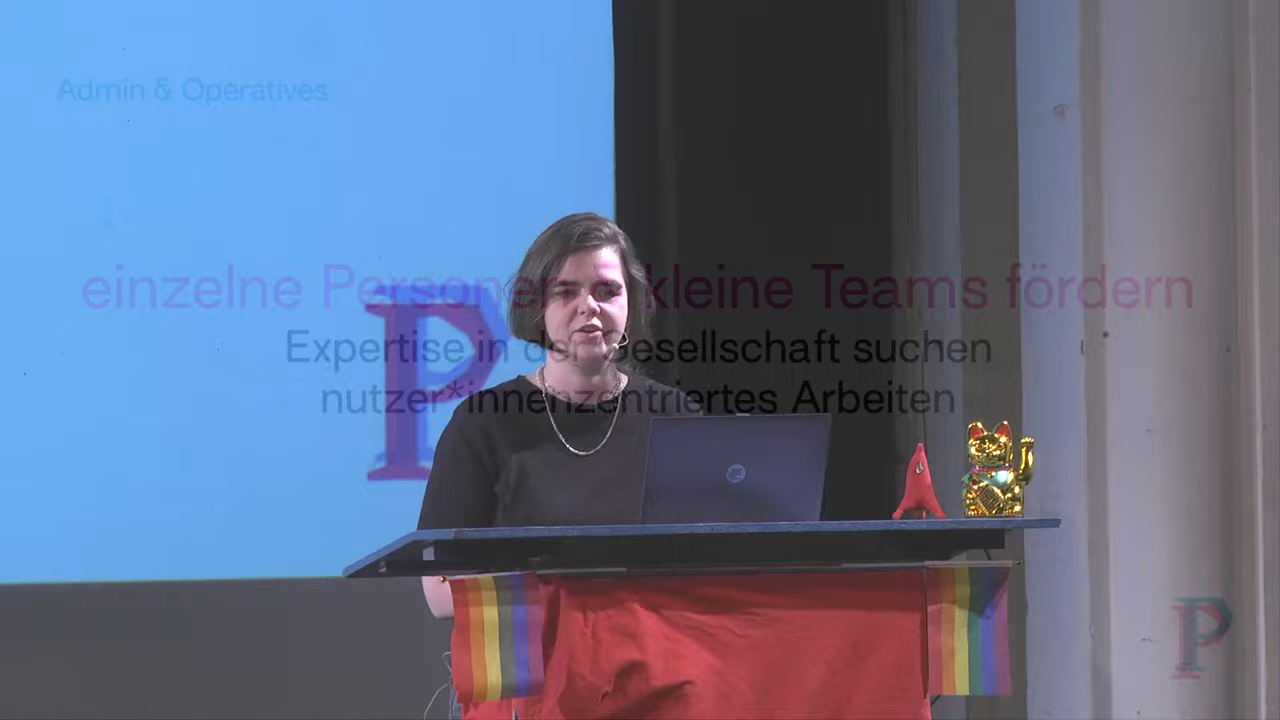 Admin & Operatives
einzelne Personen kleine Teams fördern
P
Expertise in der Gesellschaft suchen
nutzer*innenzentriertes Arbeiten
P